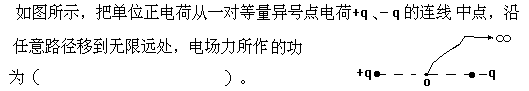 如图所示，把单位正电荷从一对等量异号点电荷+q、-q 的连线中点，沿
任意路径移到无限远处，电场力所作的功
为（ ）。
∞
+q
o
-q